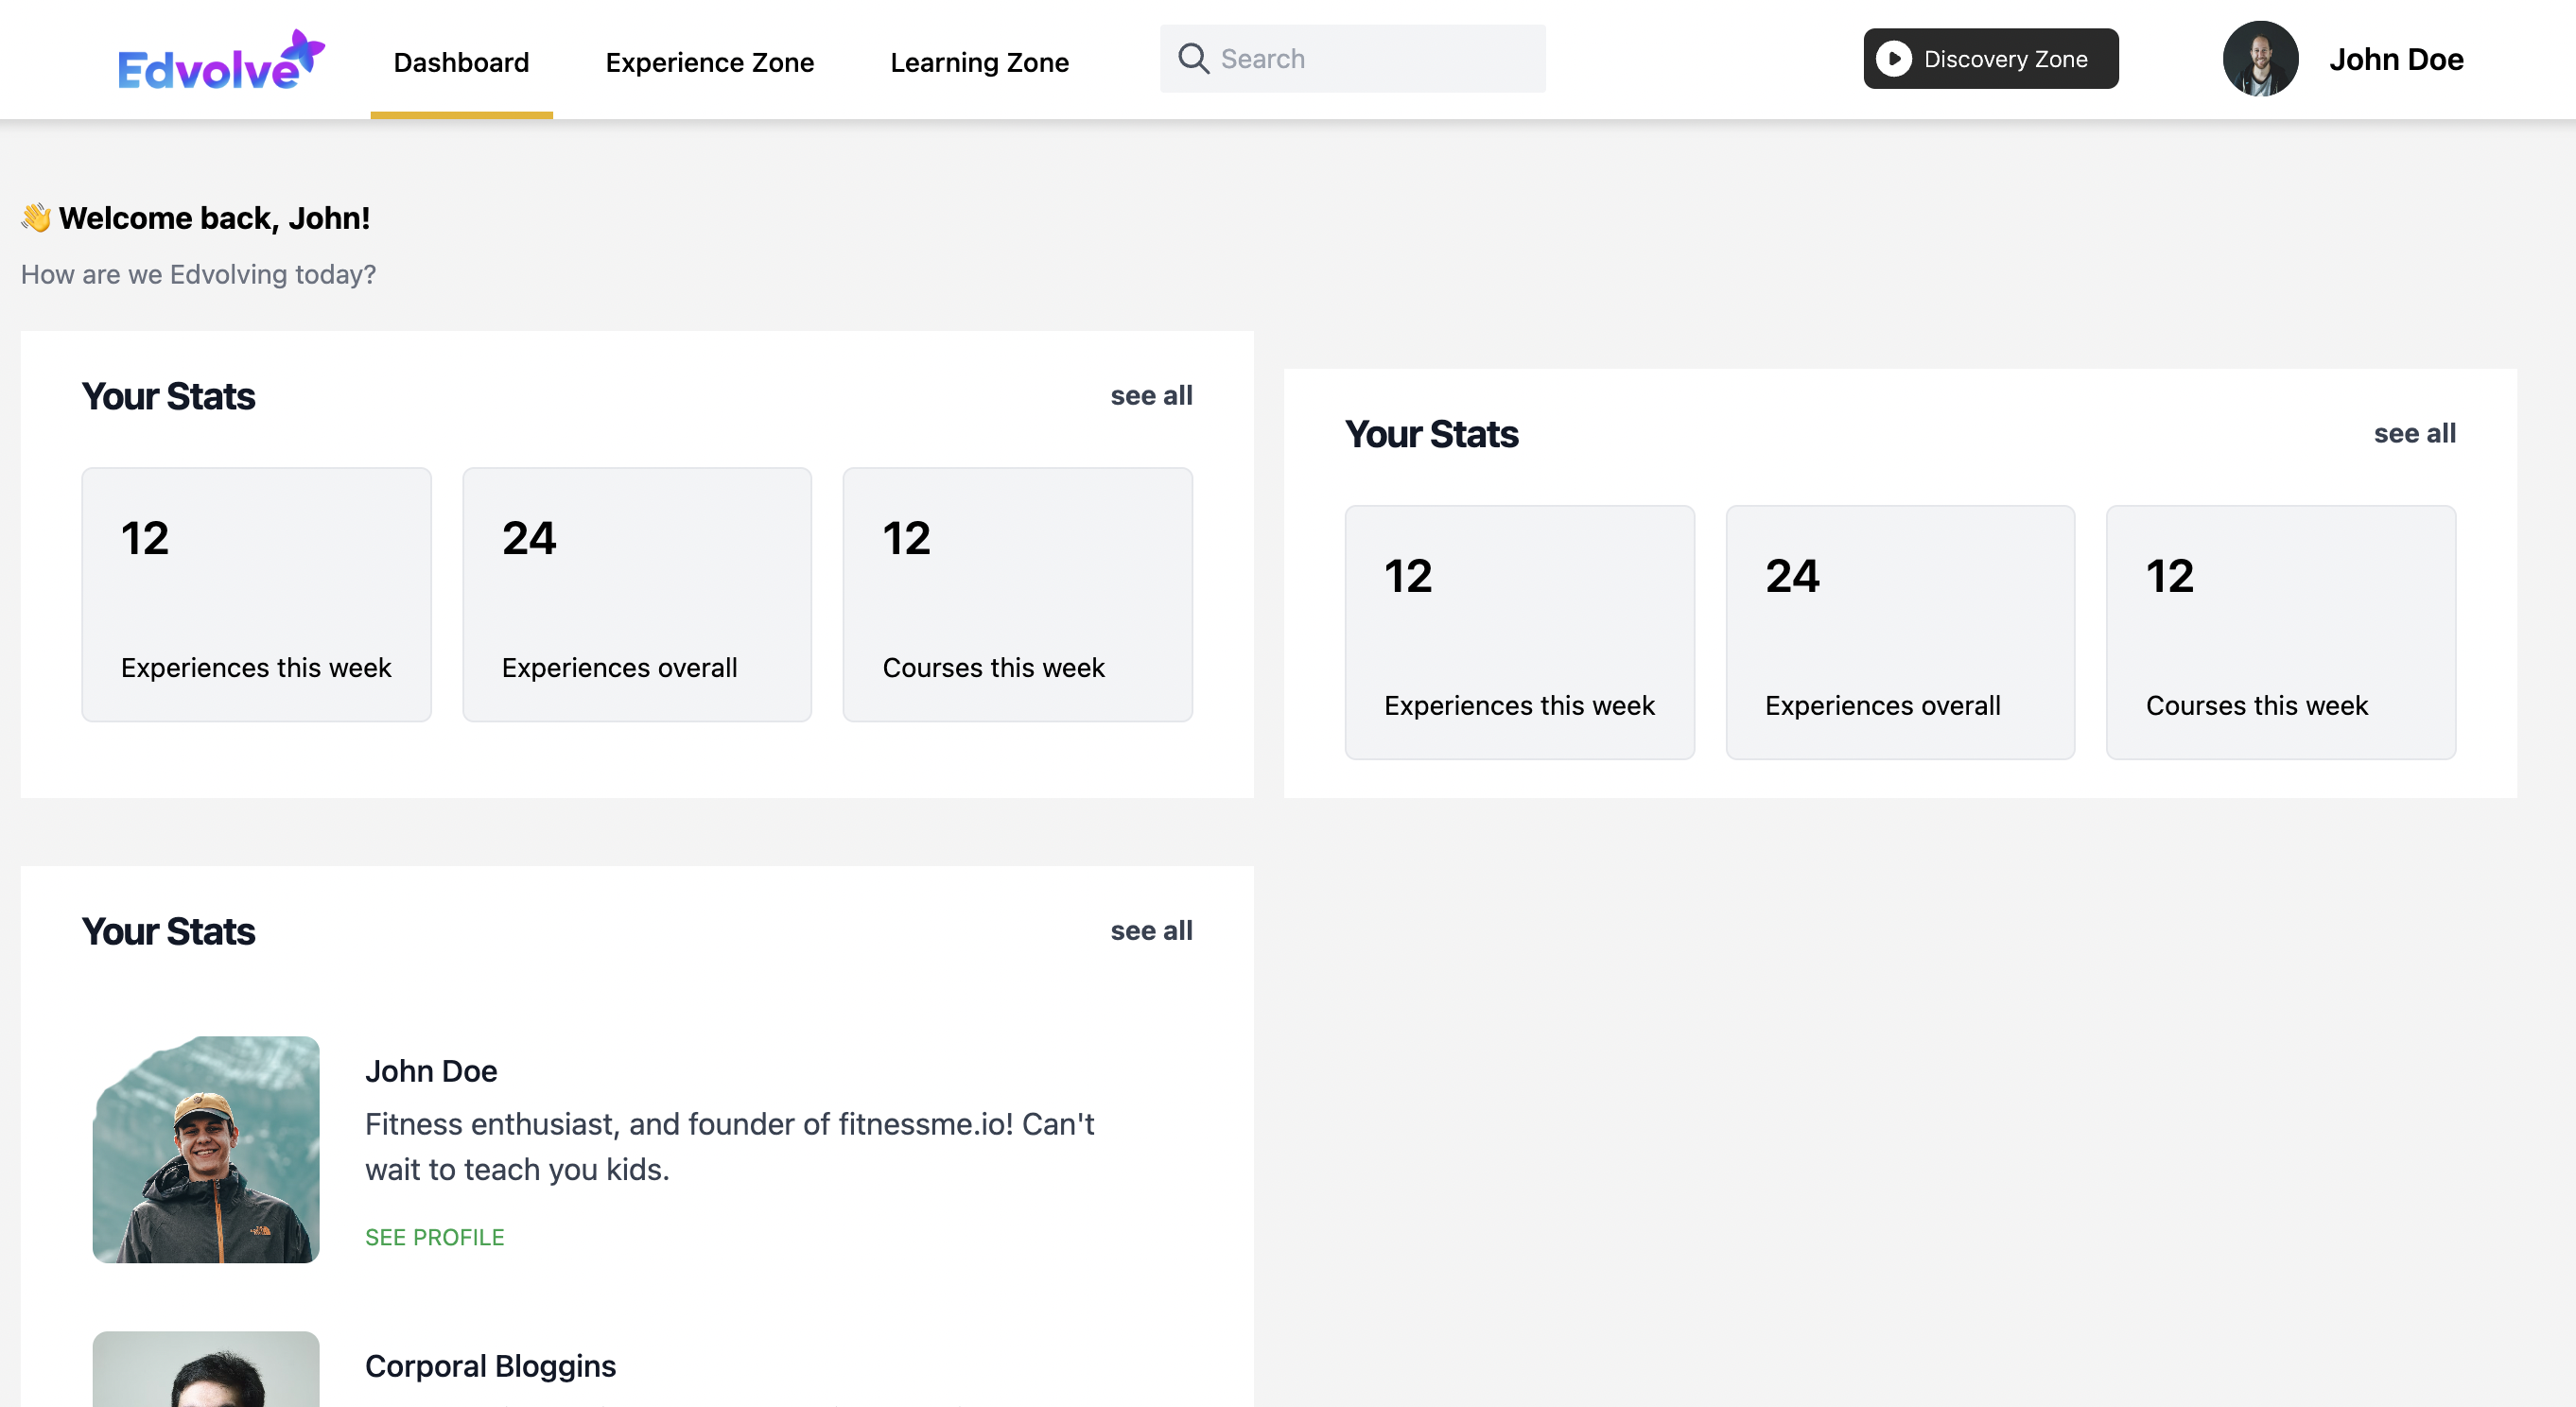 Edvolve
Dashboard
Experience Zone
Learning Zone
Search
Discovery Zone
John Doe
👋 Welcome back, John!
How are we Edvolving today?
Your Stats
see all
12
24
12
Experiences this week
Experiences overall
Courses this week
Your Stats
see all
12
24
12
Experiences this week
Experiences overall
Courses this week
Your Stats
see all
John Doe
Fitness enthusiast, and founder of fitnessme.io! Can't
wait to teach you kids.
SEE PROFILE
Corporal Bloggins